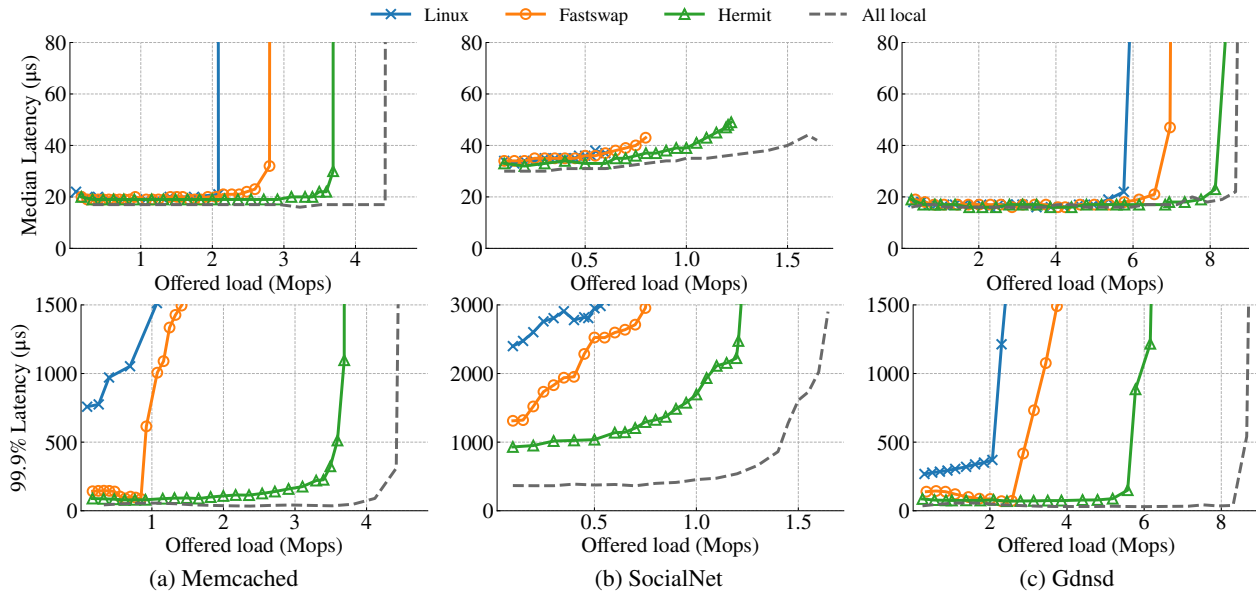 Linux Fastswap Hermit All local
Median Latency (μs)
80
60
40
20
0
1 2 3 4
Offered load (Mops)
80
60
40
20
0
0.5 1.0 1.5
Offered load (Mops)
80
60
40
20
0
2 4 6 8
Offered load (Mops)
99.9% Latency (μs)
1500
1000
500
0
1 2 3 4
Offered load (Mops)
(a) Memcached
3000
2000
1000
0
0.5 1.0 1.5
Offered load (Mops)
(b) SocialNet
1500
1000
500
0
2 4 6 8
Offered load (Mops)
(c) Gdnsd